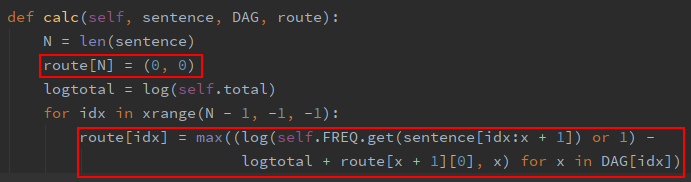 def calc(self, sentence, DAG, route):
N = len(sentence)
route[N] = (0, 0)
logtotal = log(self.total)
for idx in xrange(N - 1, -1, -1):
route[idx] = max((log(self.FREQ.get(sentence[idx:x + 1]) or 1) -
logtotal + route[x + 1][0], x) for x in DAG[idx])